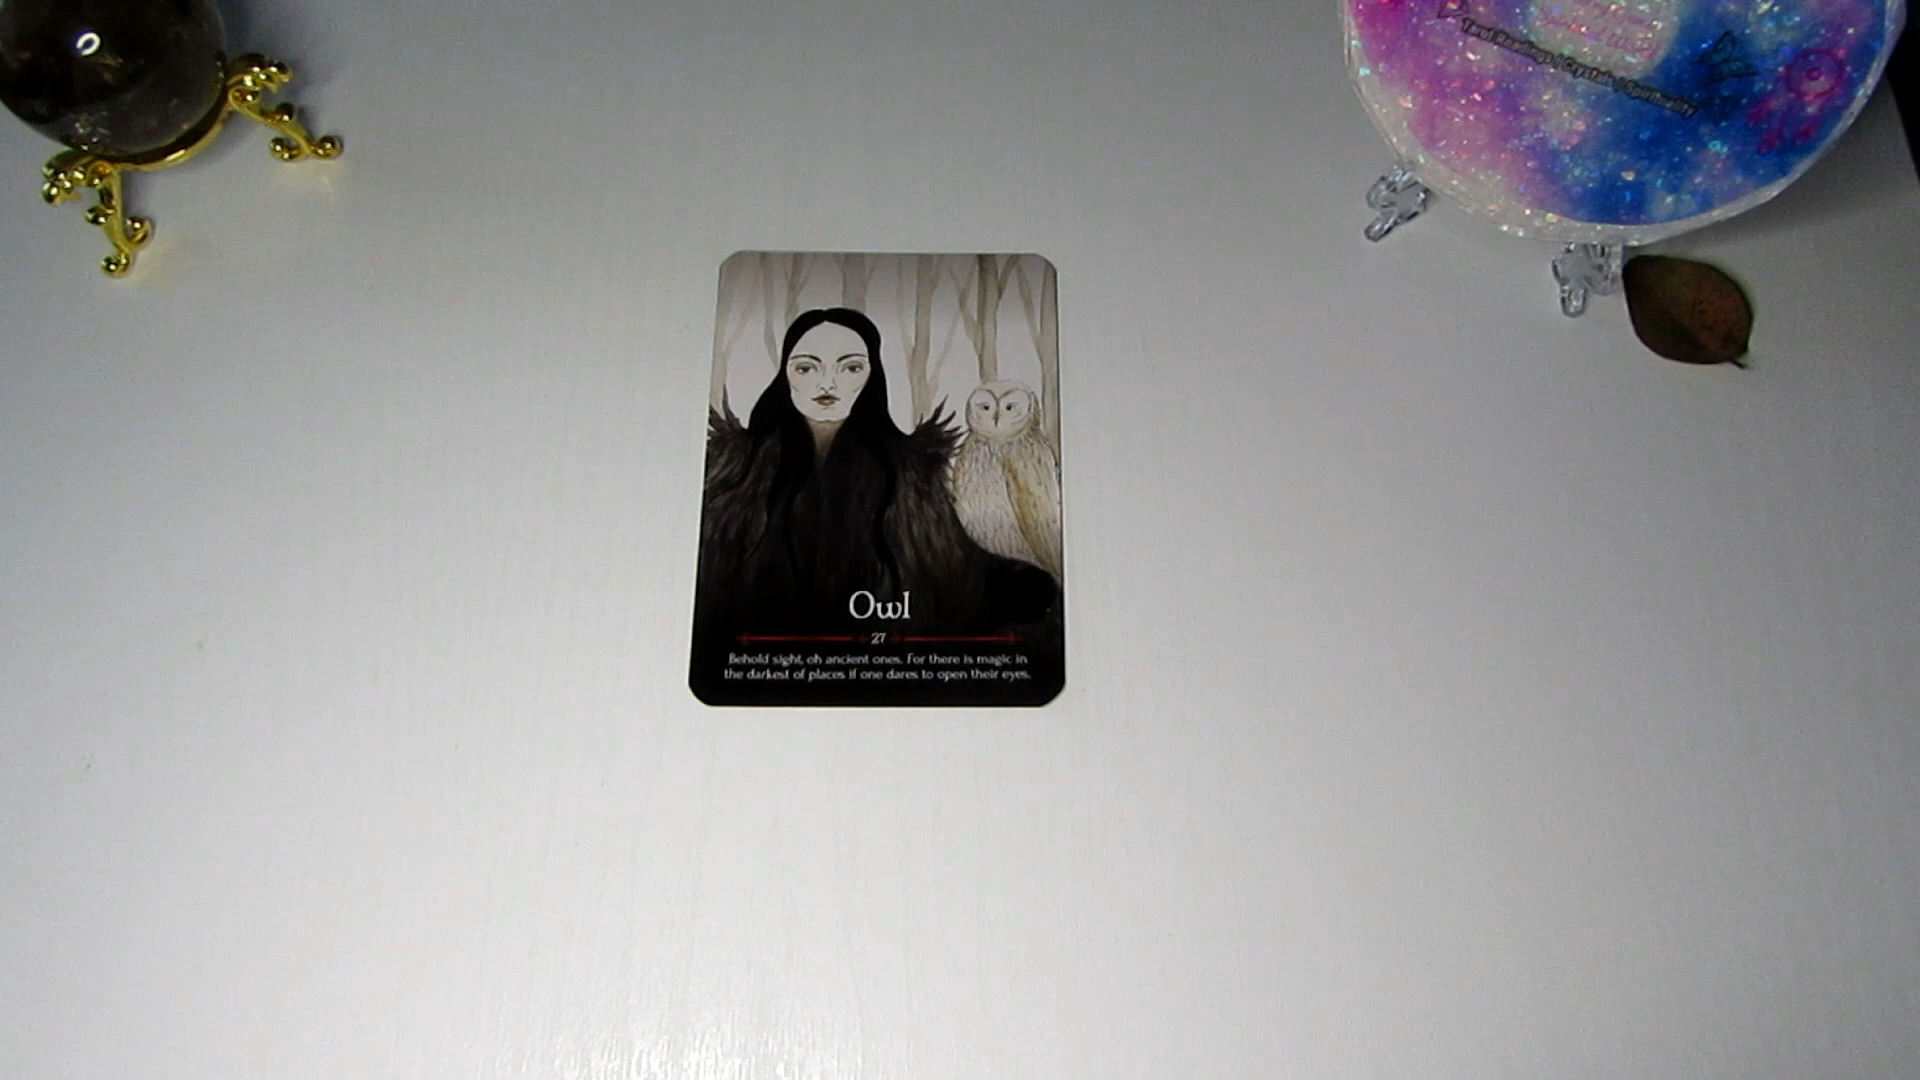 Tarot Readings / Crystals / Spirituality
Owl
27
Behold sight, oh ancient ones. For there is magic in
the darkest of places if one dares to open their eyes.